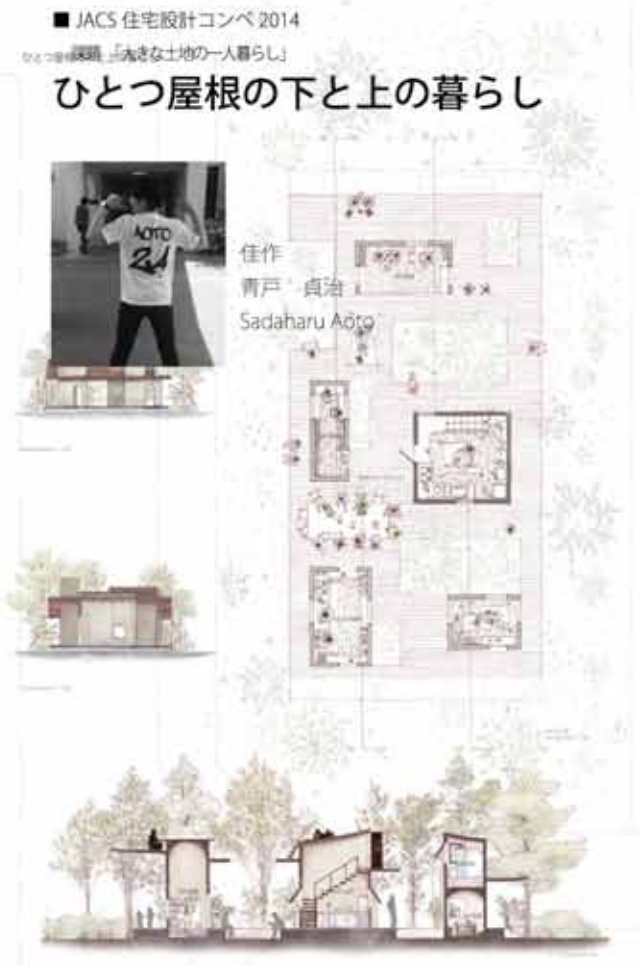 ■ JACS 住宅設計コンペ 2014
課題 「大きな土地の一人暮らし」
ひとつ屋根の下と上の暮らし
AOTO
24
佳作
青戸 貞治
Sadaharu Aoto